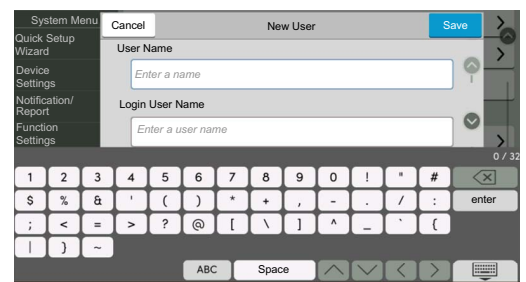 System Menu
Cancel
New User
Save
Quick Setup
Wizard
User Name
Enter a name
Device
Settings
Notification/
Report
Login User Name
Enter a user name
Function
Settings
0 / 32
1 2 3 4 5 6 7 8 9 0 ! " #
$ % & ' ( ) * + , - . / : enter
; < = > ? @ [ \ ] ^ _ ` {
| } ~
ABC Space